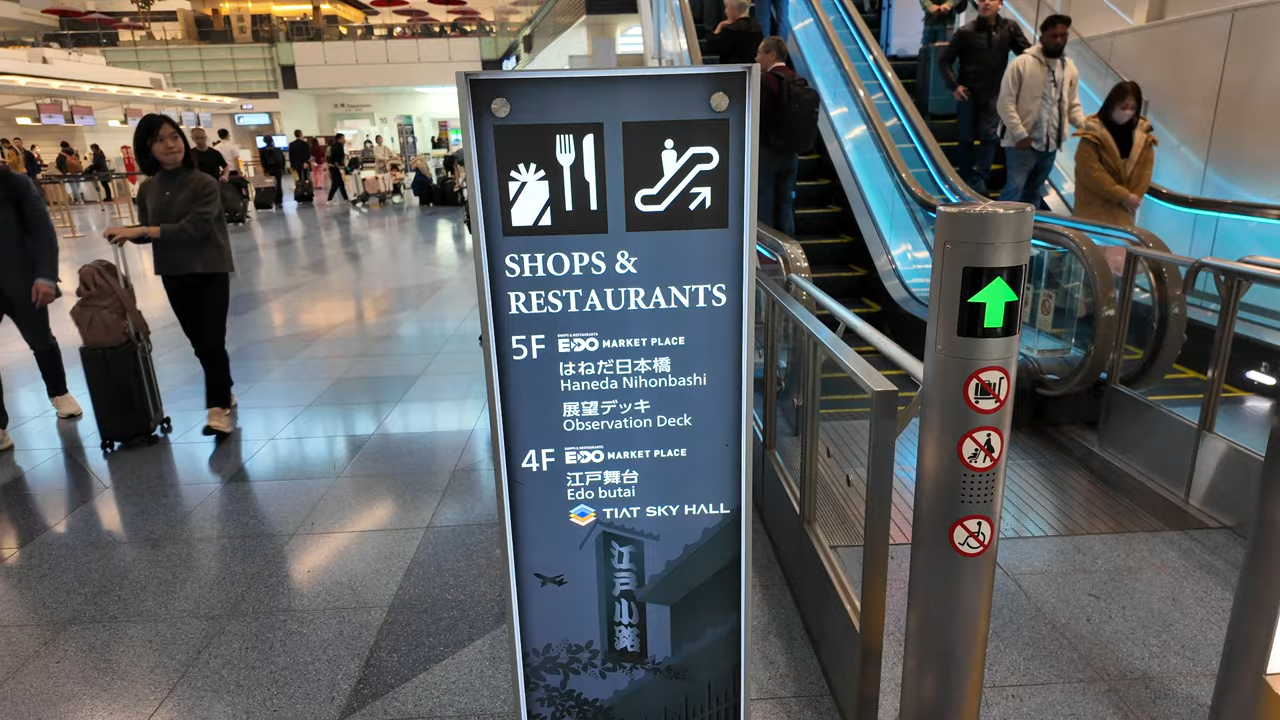 SHOPS &
RESTAURANTS
5F SHOPS & RESTAURANTS EDO MARKET PLACE
はねだ日本橋
Haneda Nihonbashi
展望デッキ
Observation Deck
4F SHOPS & RESTAURANTS EDO MARKET PLACE
江戸舞台
Edo butai
TIAT SKY HALL
江戸小路